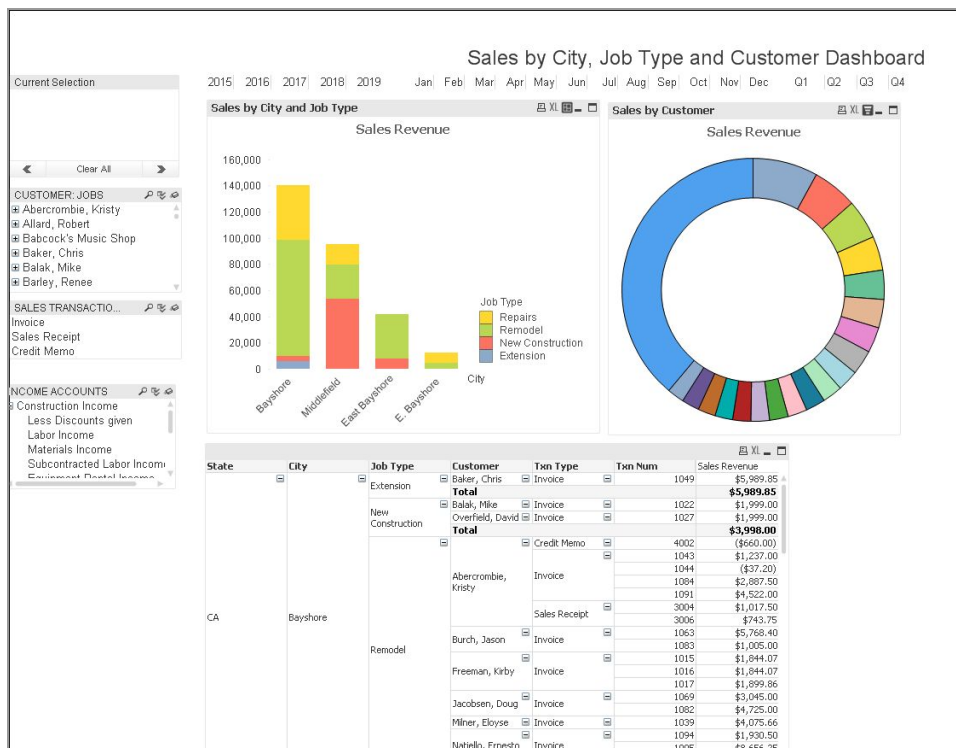 Sales by City, Job Type and Customer Dashboard
Current Selection
2015 2016 2017 2018 2019 Jan Feb Mar Apr May Jun Jul Aug Sep Oct Nov Dec Q1 Q2 Q3 Q4
Clear All
CUSTOMER: JOBS
Abercrombie, Kristy
Allard, Robert
Babcock's Music Shop
Baker, Chris
Balak, Mike
Barley, Renee
SALES TRANSACTIO...
Invoice
Sales Receipt
Credit Memo
NCOME ACCOUNTS
Construction Income
Less Discounts given
Labor Income
Materials Income
Subcontracted Labor Incom
Equipment Rental Income
Sales by City and Job Type XL
Sales Revenue
160,000
140,000
120,000
100,000
80,000
60,000
40,000
20,000
0
Bayshore
Middlefield
East Bayshore
E. Bayshore
City
Job Type
Repairs
Remodel
New Construction
Extension
Sales by Customer XL
Sales Revenue
XL
State City Job Type Customer Txn Type Txn Num Sales Revenue
CA Bayshore Extension Baker, Chris Invoice 1049 $5,989.85
Total $5,989.85
New Construction Balak, Mike Invoice 1022 $1,999.00
Overfield, David Invoice 1027 $1,999.00
Total $3,998.00
Remodel Abercrombie, Kristy Credit Memo 4002 ($660.00)
Invoice 1043 $1,237.00
1044 ($37.20)
1084 $2,887.50
1091 $4,522.00
Sales Receipt 3004 $1,017.50
3006 $743.75
Burch, Jason Invoice 1063 $5,768.40
1083 $1,005.00
Freeman, Kirby Invoice 1015 $1,844.07
1016 $1,844.07
1017 $1,899.86
Jacobsen, Doug Invoice 1069 $3,045.00
1082 $4,725.00
Milner, Eloyse Invoice 1039 $4,075.66
Natiello, Ernesto Invoice 1094 $1,930.50
1095 $8,656.25